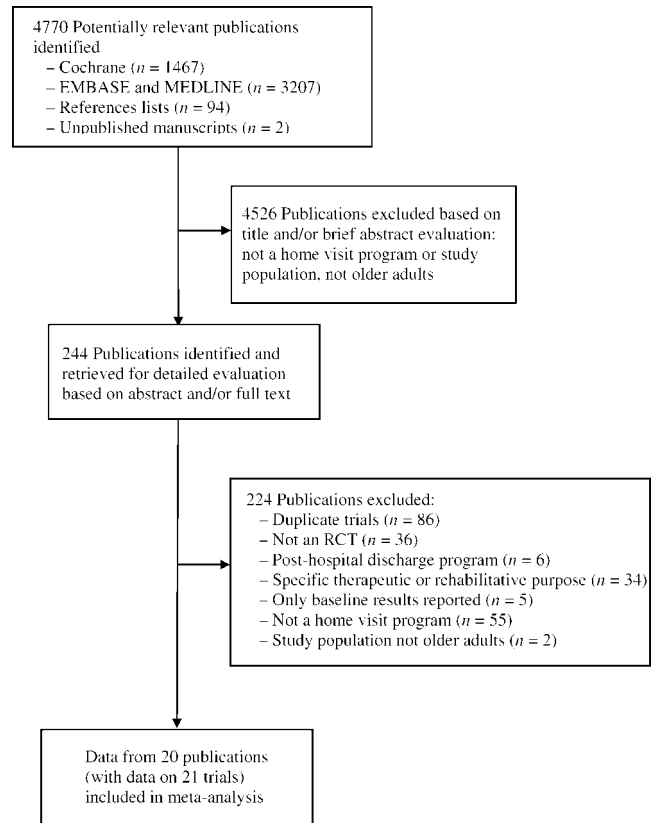 4770 Potentially relevant publications
identified
– Cochrane (n = 1467)
– EMBASE and MEDLINE (n = 3207)
– References lists (n = 94)
– Unpublished manuscripts (n = 2)
4526 Publications excluded based on
title and/or brief abstract evaluation:
not a home visit program or study
population, not older adults
244 Publications identified and
retrieved for detailed evaluation
based on abstract and/or full text
224 Publications excluded:
– Duplicate trials (n = 86)
– Not an RCT (n = 36)
– Post-hospital discharge program (n = 6)
– Specific therapeutic or rehabilitative purpose (n = 34)
– Only baseline results reported (n = 5)
– Not a home visit program (n = 55)
– Study population not older adults (n = 2)
Data from 20 publications
(with data on 21 trials)
included in meta-analysis